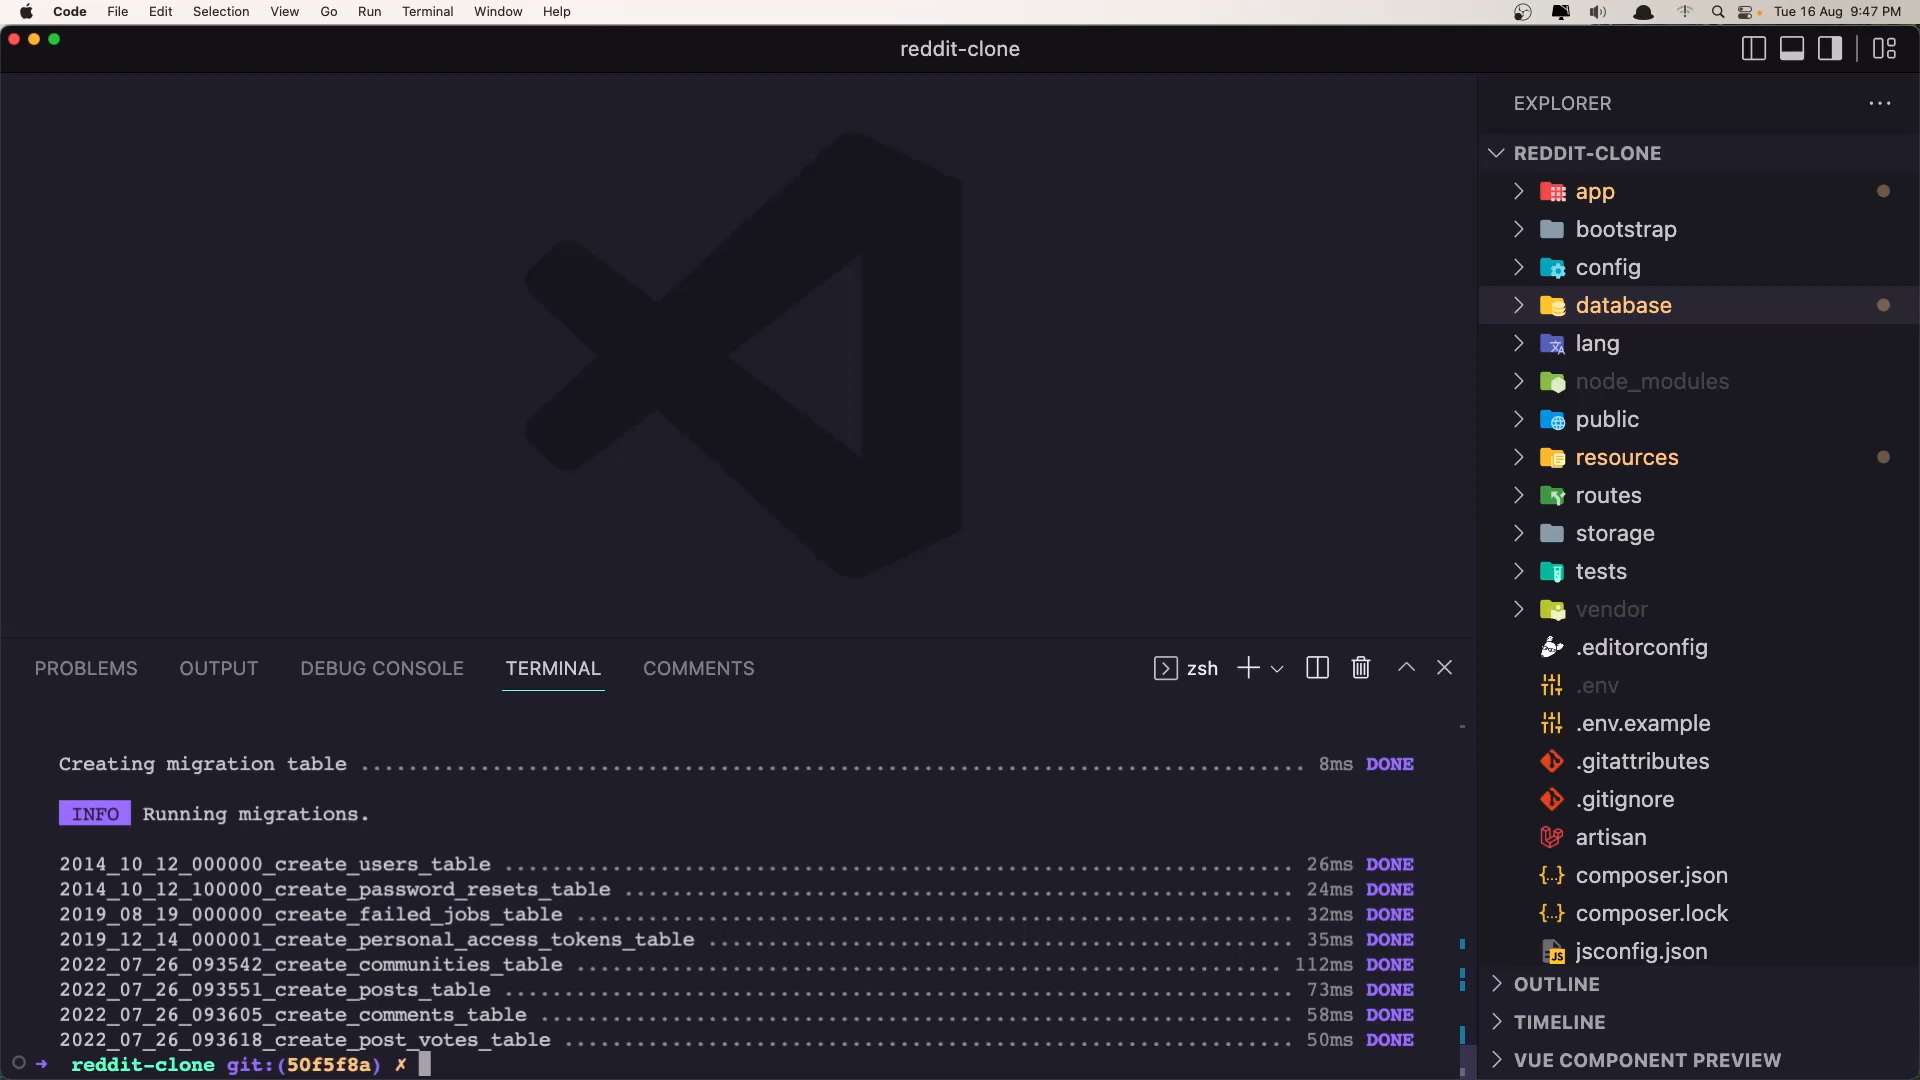 Code File Edit Selection View Go Run Terminal Window Help Tue 16 Aug 9:47 PM
reddit-clone
EXPLORER
REDDIT-CLONE
app
bootstrap
config
database
lang
node_modules
public
resources
routes
storage
tests
vendor
.editorconfig
.env
.env.example
.gitattributes
.gitignore
artisan
composer.json
composer.lock
jsconfig.json
OUTLINE
TIMELINE
VUE COMPONENT PREVIEW
PROBLEMS OUTPUT DEBUG CONSOLE TERMINAL COMMENTS zsh
Creating migration table ............................................................................... 8ms DONE
INFO Running migrations.
2014_10_12_000000_create_users_table .................................................................. 26ms DONE
2014_10_12_100000_create_password_resets_table ........................................................ 24ms DONE
2019_08_19_000000_create_failed_jobs_table ............................................................ 32ms DONE
2019_12_14_000001_create_personal_access_tokens_table ................................................. 35ms DONE
2022_07_26_093542_create_communities_table ........................................................... 112ms DONE
2022_07_26_093551_create_posts_table .................................................................. 73ms DONE
2022_07_26_093605_create_comments_table ............................................................... 58ms DONE
2022_07_26_093618_create_post_votes_table ............................................................. 50ms DONE
➜ reddit-clone git:(50f5f8a) ✗